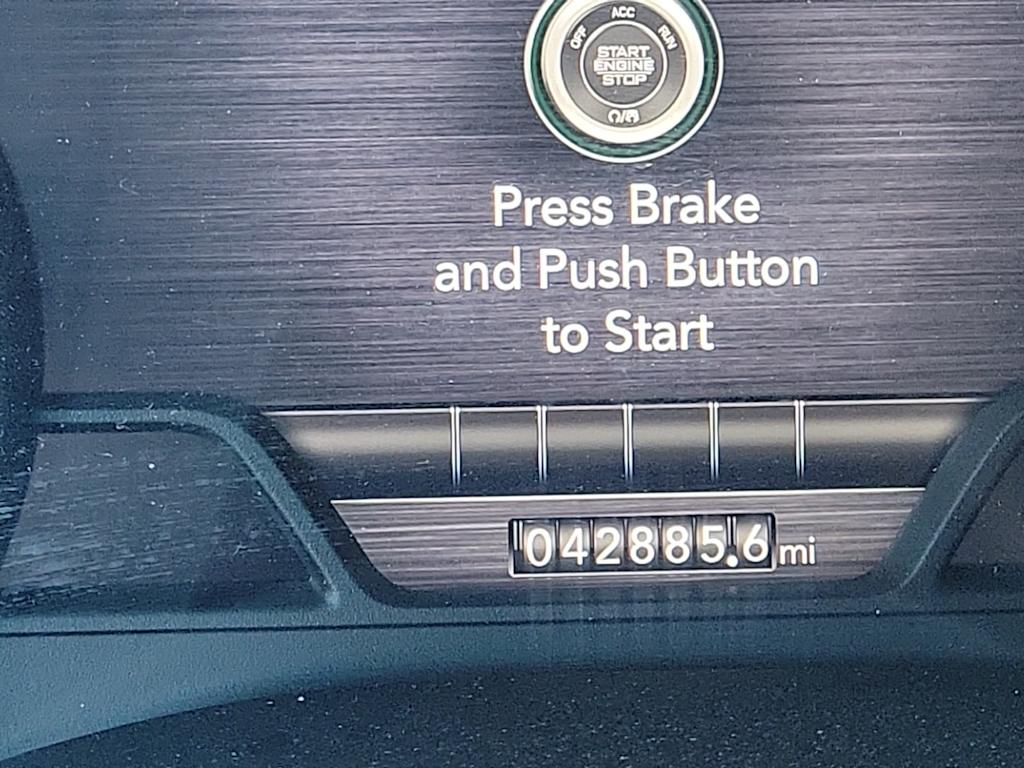 ACC
OFF RUN
START
ENGINE
STOP
Press Brake
and Push Button
to Start
042885.6 mi